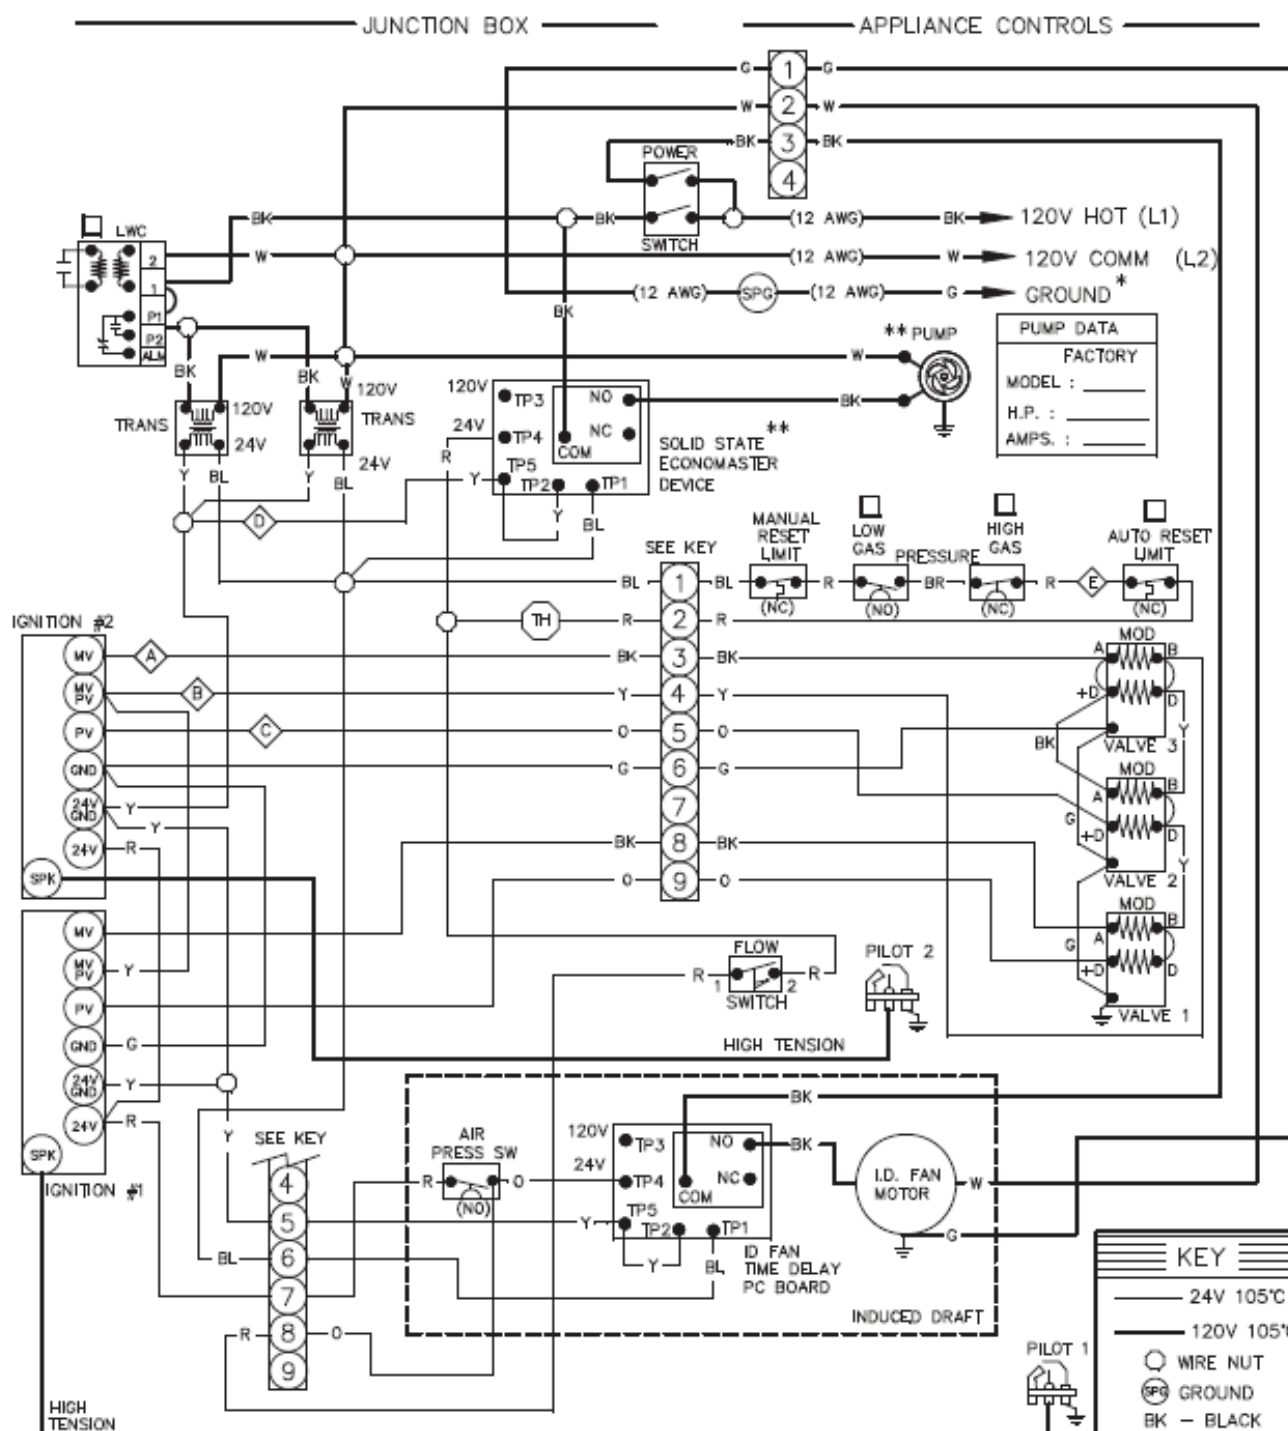 JUNCTION BOX
APPLIANCE CONTROLS
G 1 G
W 2 W
BK 3 BK
4
POWER
SWITCH
LWC
2
1
P1
P2
ALM
BK
BK
(12 AWG) BK 120V HOT (L1)
W
(12 AWG) W 120V COMM (L2)
(12 AWG) SPG (12 AWG) G GROUND *
BK
** PUMP
W
BK
PUMP DATA
FACTORY
MODEL :
H.P. :
AMPS. :
BK
W
BK
W
TRANS
120V
24V
120V
TRANS
24V
Y
BL
Y
BL
120V
TP3
NO
24V
TP4
NC
COM
R
TP5
Y
TP2
TP1
Y
BL
SOLID STATE **
ECONOMASTER
DEVICE
D
SEE KEY
MANUAL
RESET
LIMIT
(NC)
LOW
GAS
PRESSURE
HIGH
GAS
AUTO RESET
LIMIT
BL 1 BL
R
(NO)
BR
(NC)
R
E
(NC)
TH
R 2 R
BK 3 BK
Y 4 Y
O 5 O
G 6 G
7
BK 8 BK
O 9 O
IGNITION #2
MV
A
MV
PV
B
PV
C
GND
24V
GND
Y
Y
24V
R
SPK
MOD
A
B
+D
D
Y
BK
VALVE 3
MOD
A
B
G
+D
D
Y
VALVE 2
MOD
A
B
G
+D
D
VALVE 1
MV
MV
PV
Y
PV
GND
G
24V
GND
Y
24V
R
SPK
IGNITION #1
FLOW
R 1
2 R
SWITCH
PILOT 2
HIGH TENSION
BK
Y
SEE KEY
4
5
BL 6
7
R 8 O
9
AIR
PRESS SW
R
O
(NO)
120V
TP3
NO
BK
24V
TP4
NC
COM
TP5
Y
TP2
TP1
Y
BL
ID FAN
TIME DELAY
PC BOARD
I.D. FAN
MOTOR
W
G
INDUCED DRAFT
KEY
24V 105°C
120V 105°
WIRE NUT
SPG GROUND
BK - BLACK
PILOT 1
HIGH
TENSION